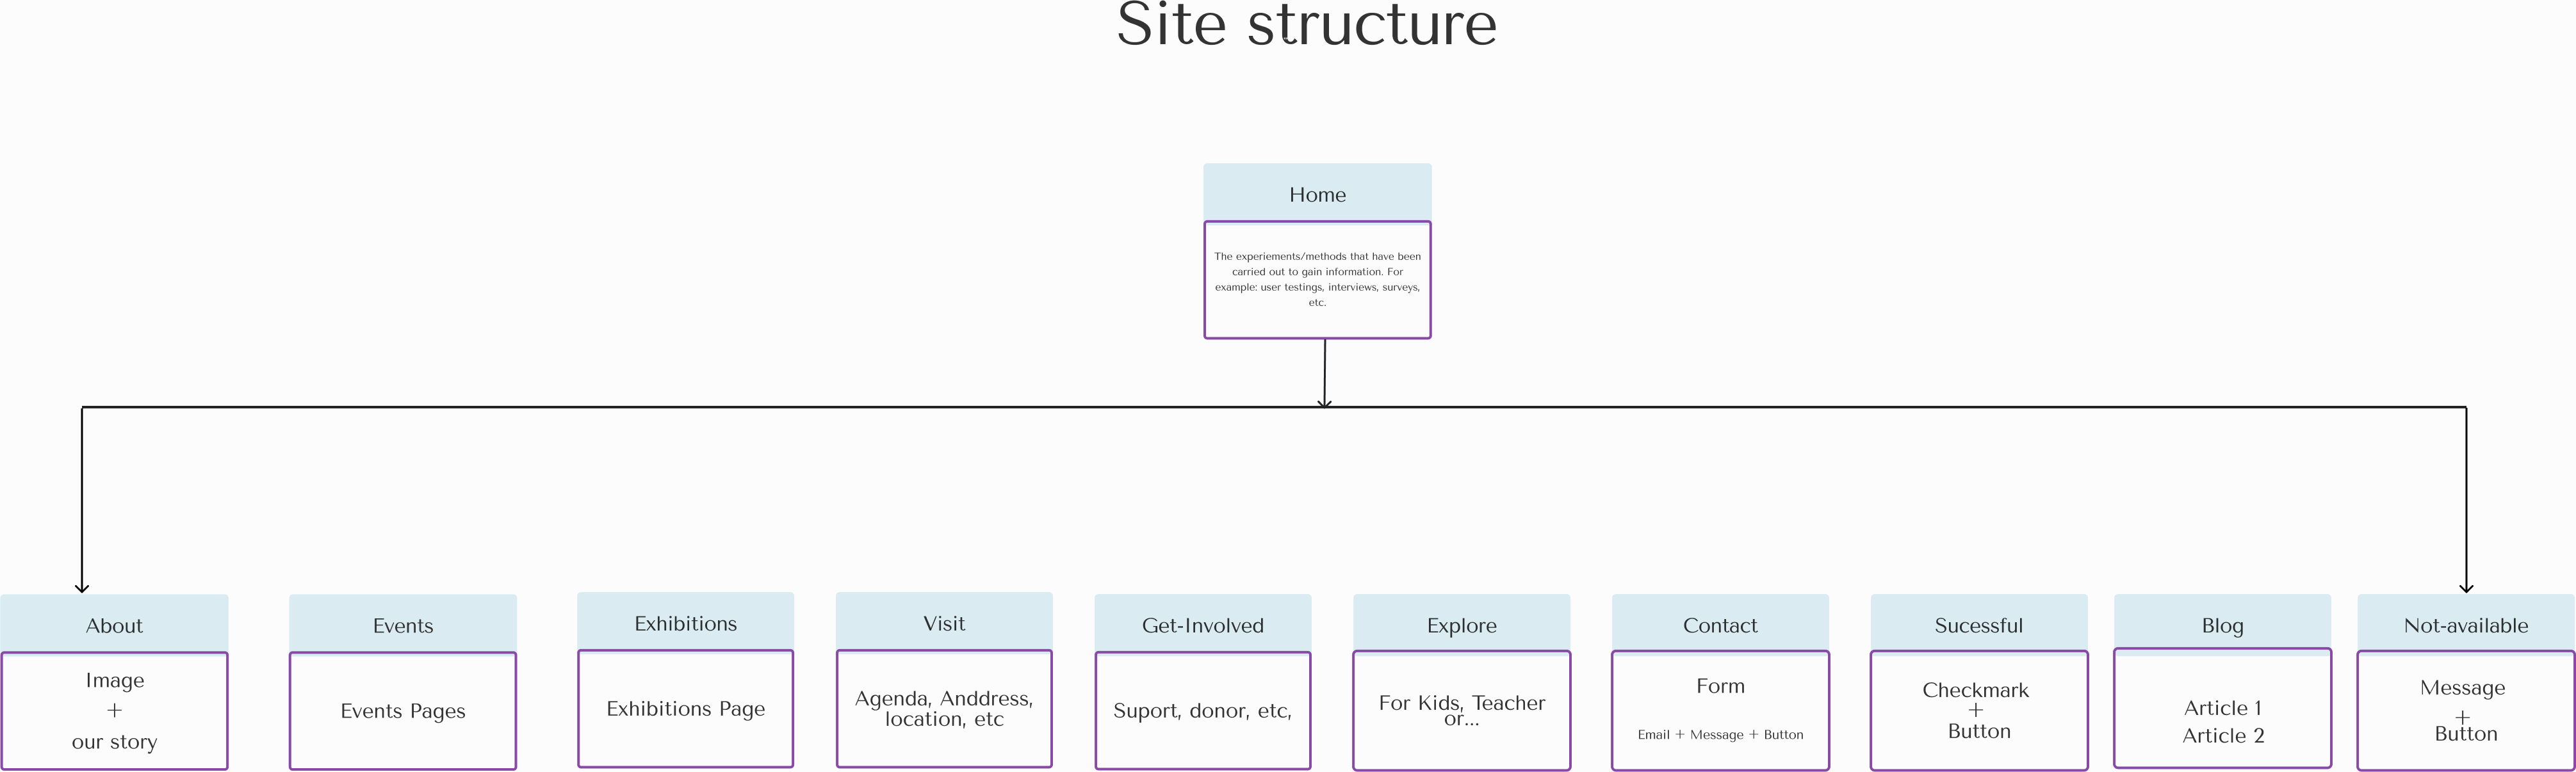 Site structure
Home
The experiements/methods that have been
carried out to gain information. For
example: user testings, interviews, surveys,
etc.
About
Image
+
our story
Events
Events Pages
Exhibitions
Exhibitions Page
Visit
Agenda, Anddress,
location, etc
Get-Involved
Suport, donor, etc,
Explore
For Kids, Teacher
or...
Contact
Form
Email + Message + Button
Sucessful
Checkmark
+
Button
Blog
Article 1
Article 2
Not-available
Message
+
Button